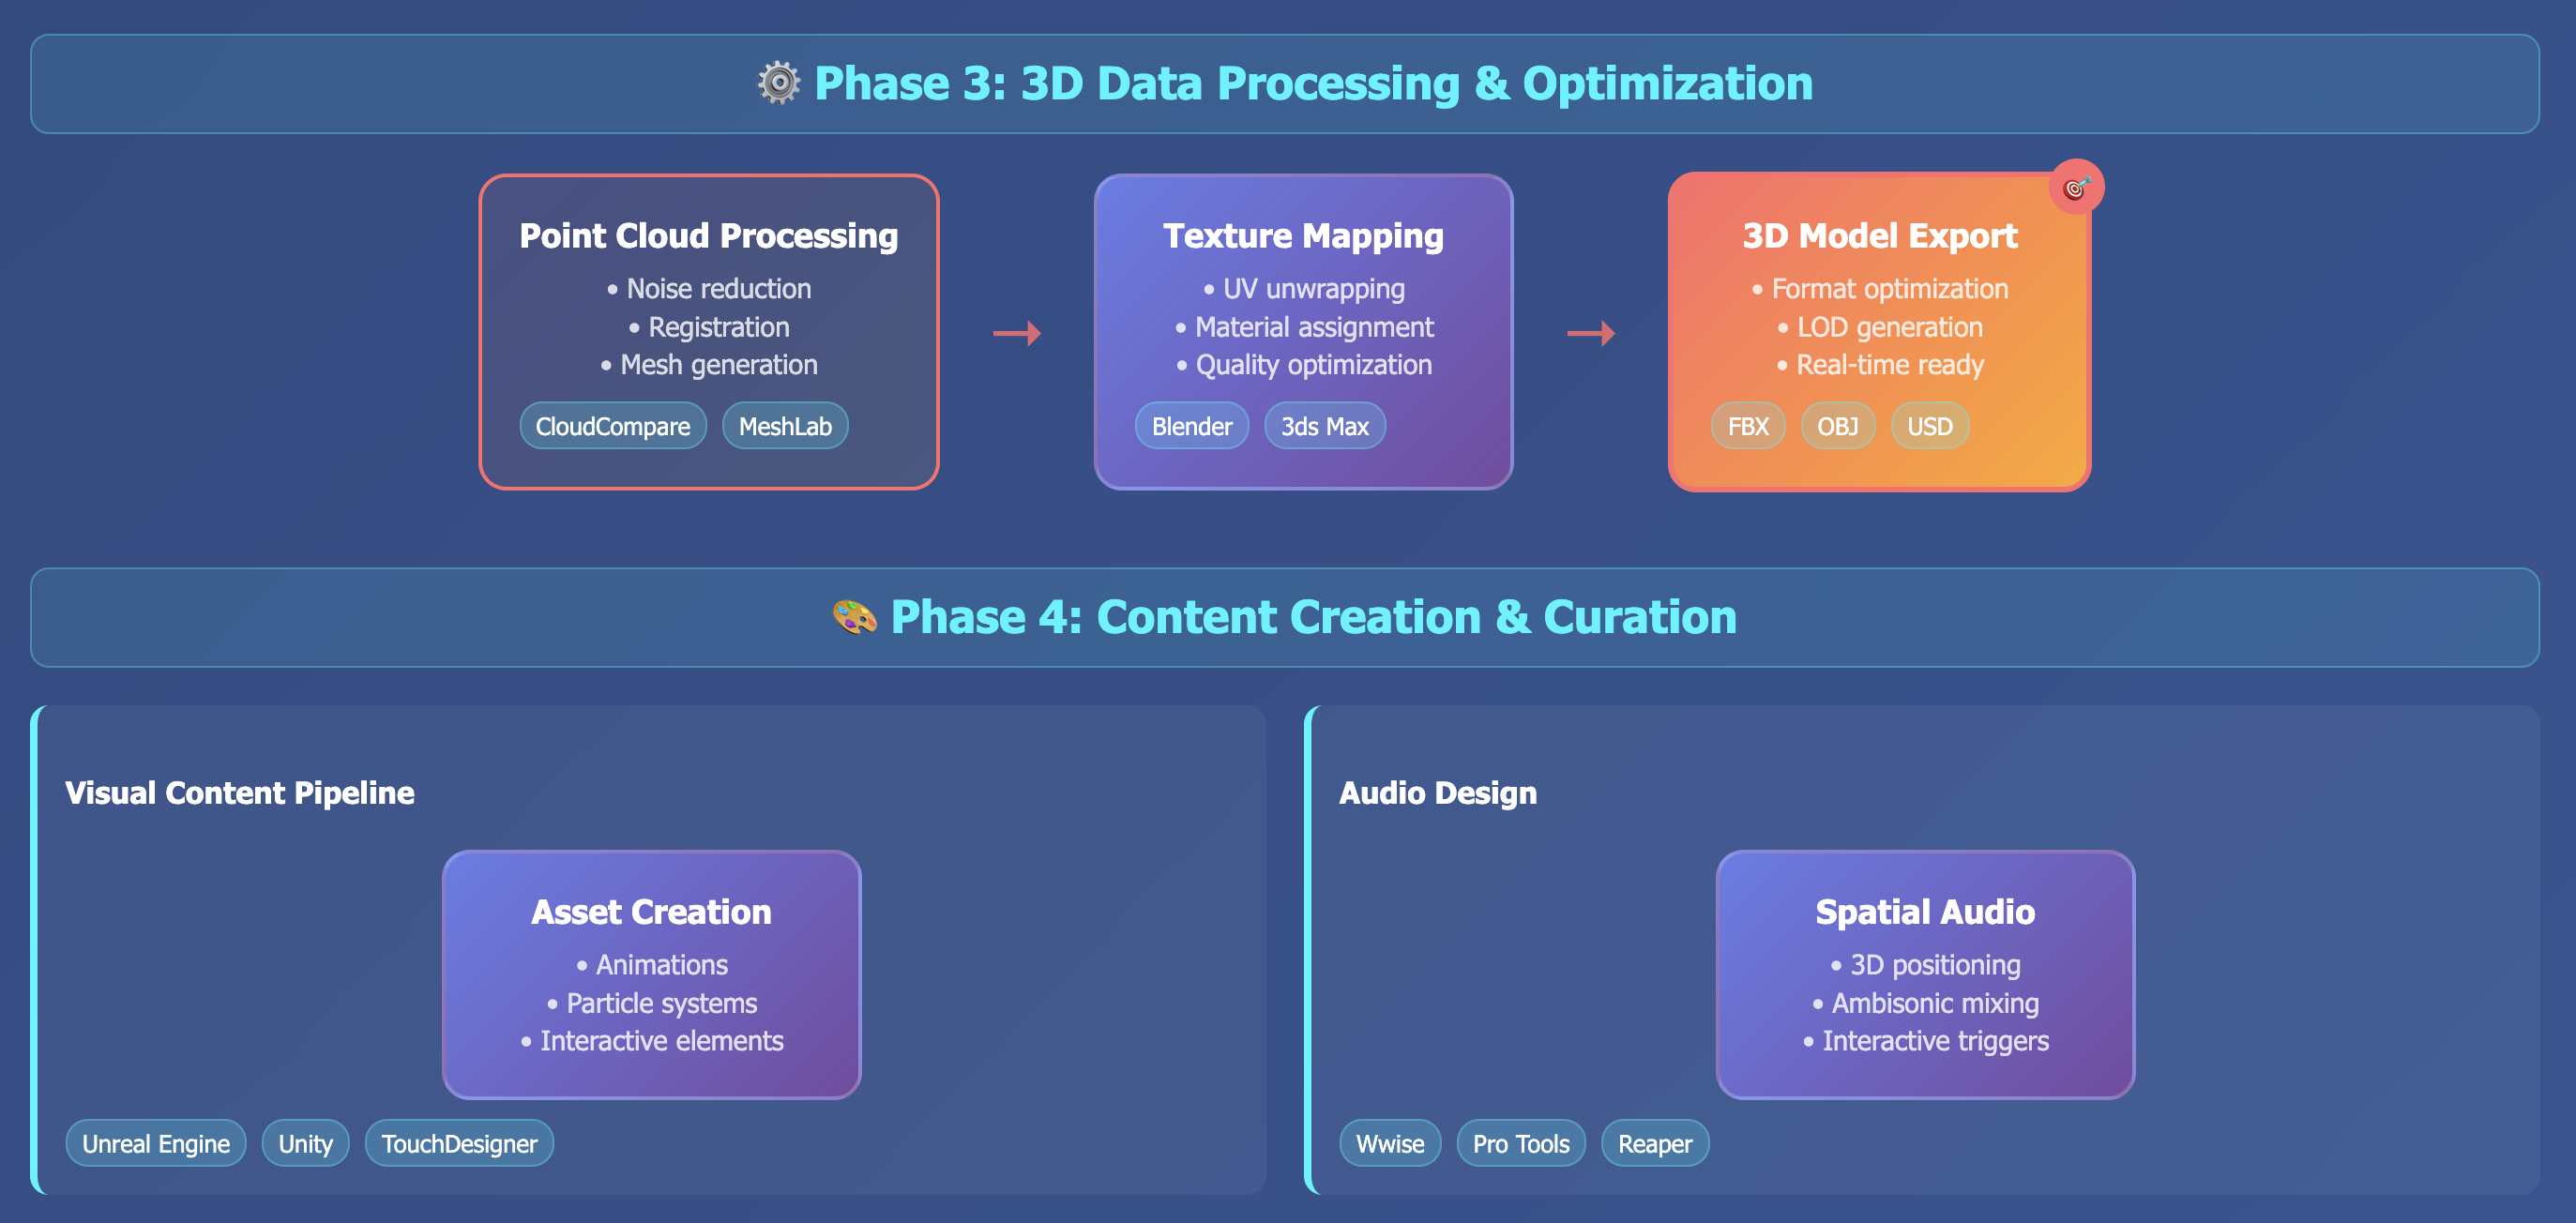 ⚙️ Phase 3: 3D Data Processing & Optimization
Point Cloud Processing
• Noise reduction
• Registration
• Mesh generation
CloudCompare MeshLab
→
Texture Mapping
• UV unwrapping
• Material assignment
• Quality optimization
Blender 3ds Max
→
3D Model Export
• Format optimization
• LOD generation
• Real-time ready
FBX OBJ USD
🎨 Phase 4: Content Creation & Curation
Visual Content Pipeline
Asset Creation
• Animations
• Particle systems
• Interactive elements
Unreal Engine Unity TouchDesigner
Audio Design
Spatial Audio
• 3D positioning
• Ambisonic mixing
• Interactive triggers
Wwise Pro Tools Reaper